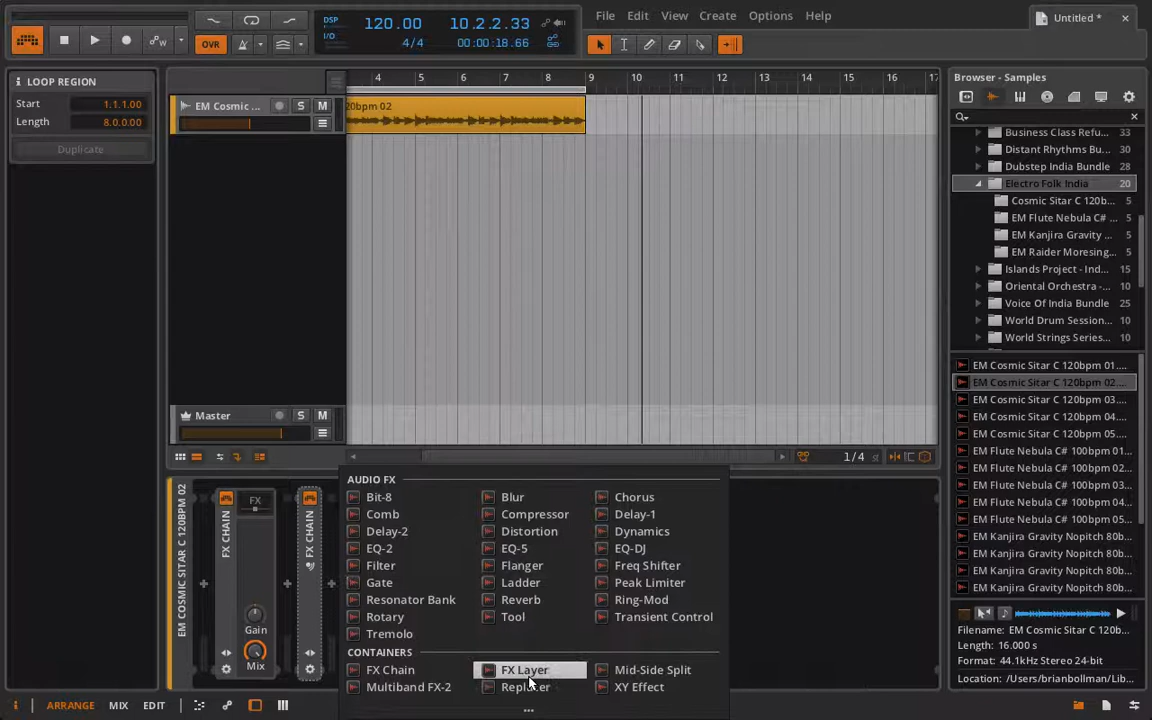 OVR
DSP
I/O
120.00
4/4
10.2.2.33
00:00:18.66
File Edit View Create Options Help
Untitled *
LOOP REGION
Start 1.1.1.00
Length 8.0.0.00
Duplicate
4 5 6 7 8 9 10 11 12 13 14 15 16 17
EM Cosmic ... S M
20bpm 02
Master S M
1/4
Browser - Samples
Business Class Refu... 33
Distant Rhythms Bu... 30
Dubstep India Bundle 28
Electro Folk India 20
Cosmic Sitar C 120b... 5
EM Flute Nebula C# ... 5
EM Kanjira Gravity ... 5
EM Raider Moresing... 5
Islands Project - Ind... 15
Oriental Orchestra -... 10
Voice Of India Bundle 25
World Drum Session... 10
World Strings Series... 10
EM Cosmic Sitar C 120bpm 01....
EM Cosmic Sitar C 120bpm 02....
EM Cosmic Sitar C 120bpm 03....
EM Cosmic Sitar C 120bpm 04....
EM Cosmic Sitar C 120bpm 05....
EM Flute Nebula C# 100bpm 01...
EM Flute Nebula C# 100bpm 02...
EM Flute Nebula C# 100bpm 03...
EM Flute Nebula C# 100bpm 04...
EM Flute Nebula C# 100bpm 05...
EM Kanjira Gravity Nopitch 80b...
EM Kanjira Gravity Nopitch 80b...
EM Kanjira Gravity Nopitch 80b...
EM Kanjira Gravity Nopitch 80b...
Filename: EM Cosmic Sitar C 120b...
Length: 16.000 s
Format: 44.1kHz Stereo 24-bit
Location: /Users/brianbollman/Lib...
EM COSMIC SITAR C 120BPM 02
FX CHAIN
FX
Gain
Mix
FX CHAIN
AUDIO FX
Bit-8 Blur Chorus
Comb Compressor Delay-1
Delay-2 Distortion Dynamics
EQ-2 EQ-5 EQ-DJ
Filter Flanger Freq Shifter
Gate Ladder Peak Limiter
Resonator Bank Reverb Ring-Mod
Rotary Tool Transient Control
Tremolo
CONTAINERS
FX Chain FX Layer Mid-Side Split
Multiband FX-2 Replacer XY Effect
...
i ARRANGE MIX EDIT